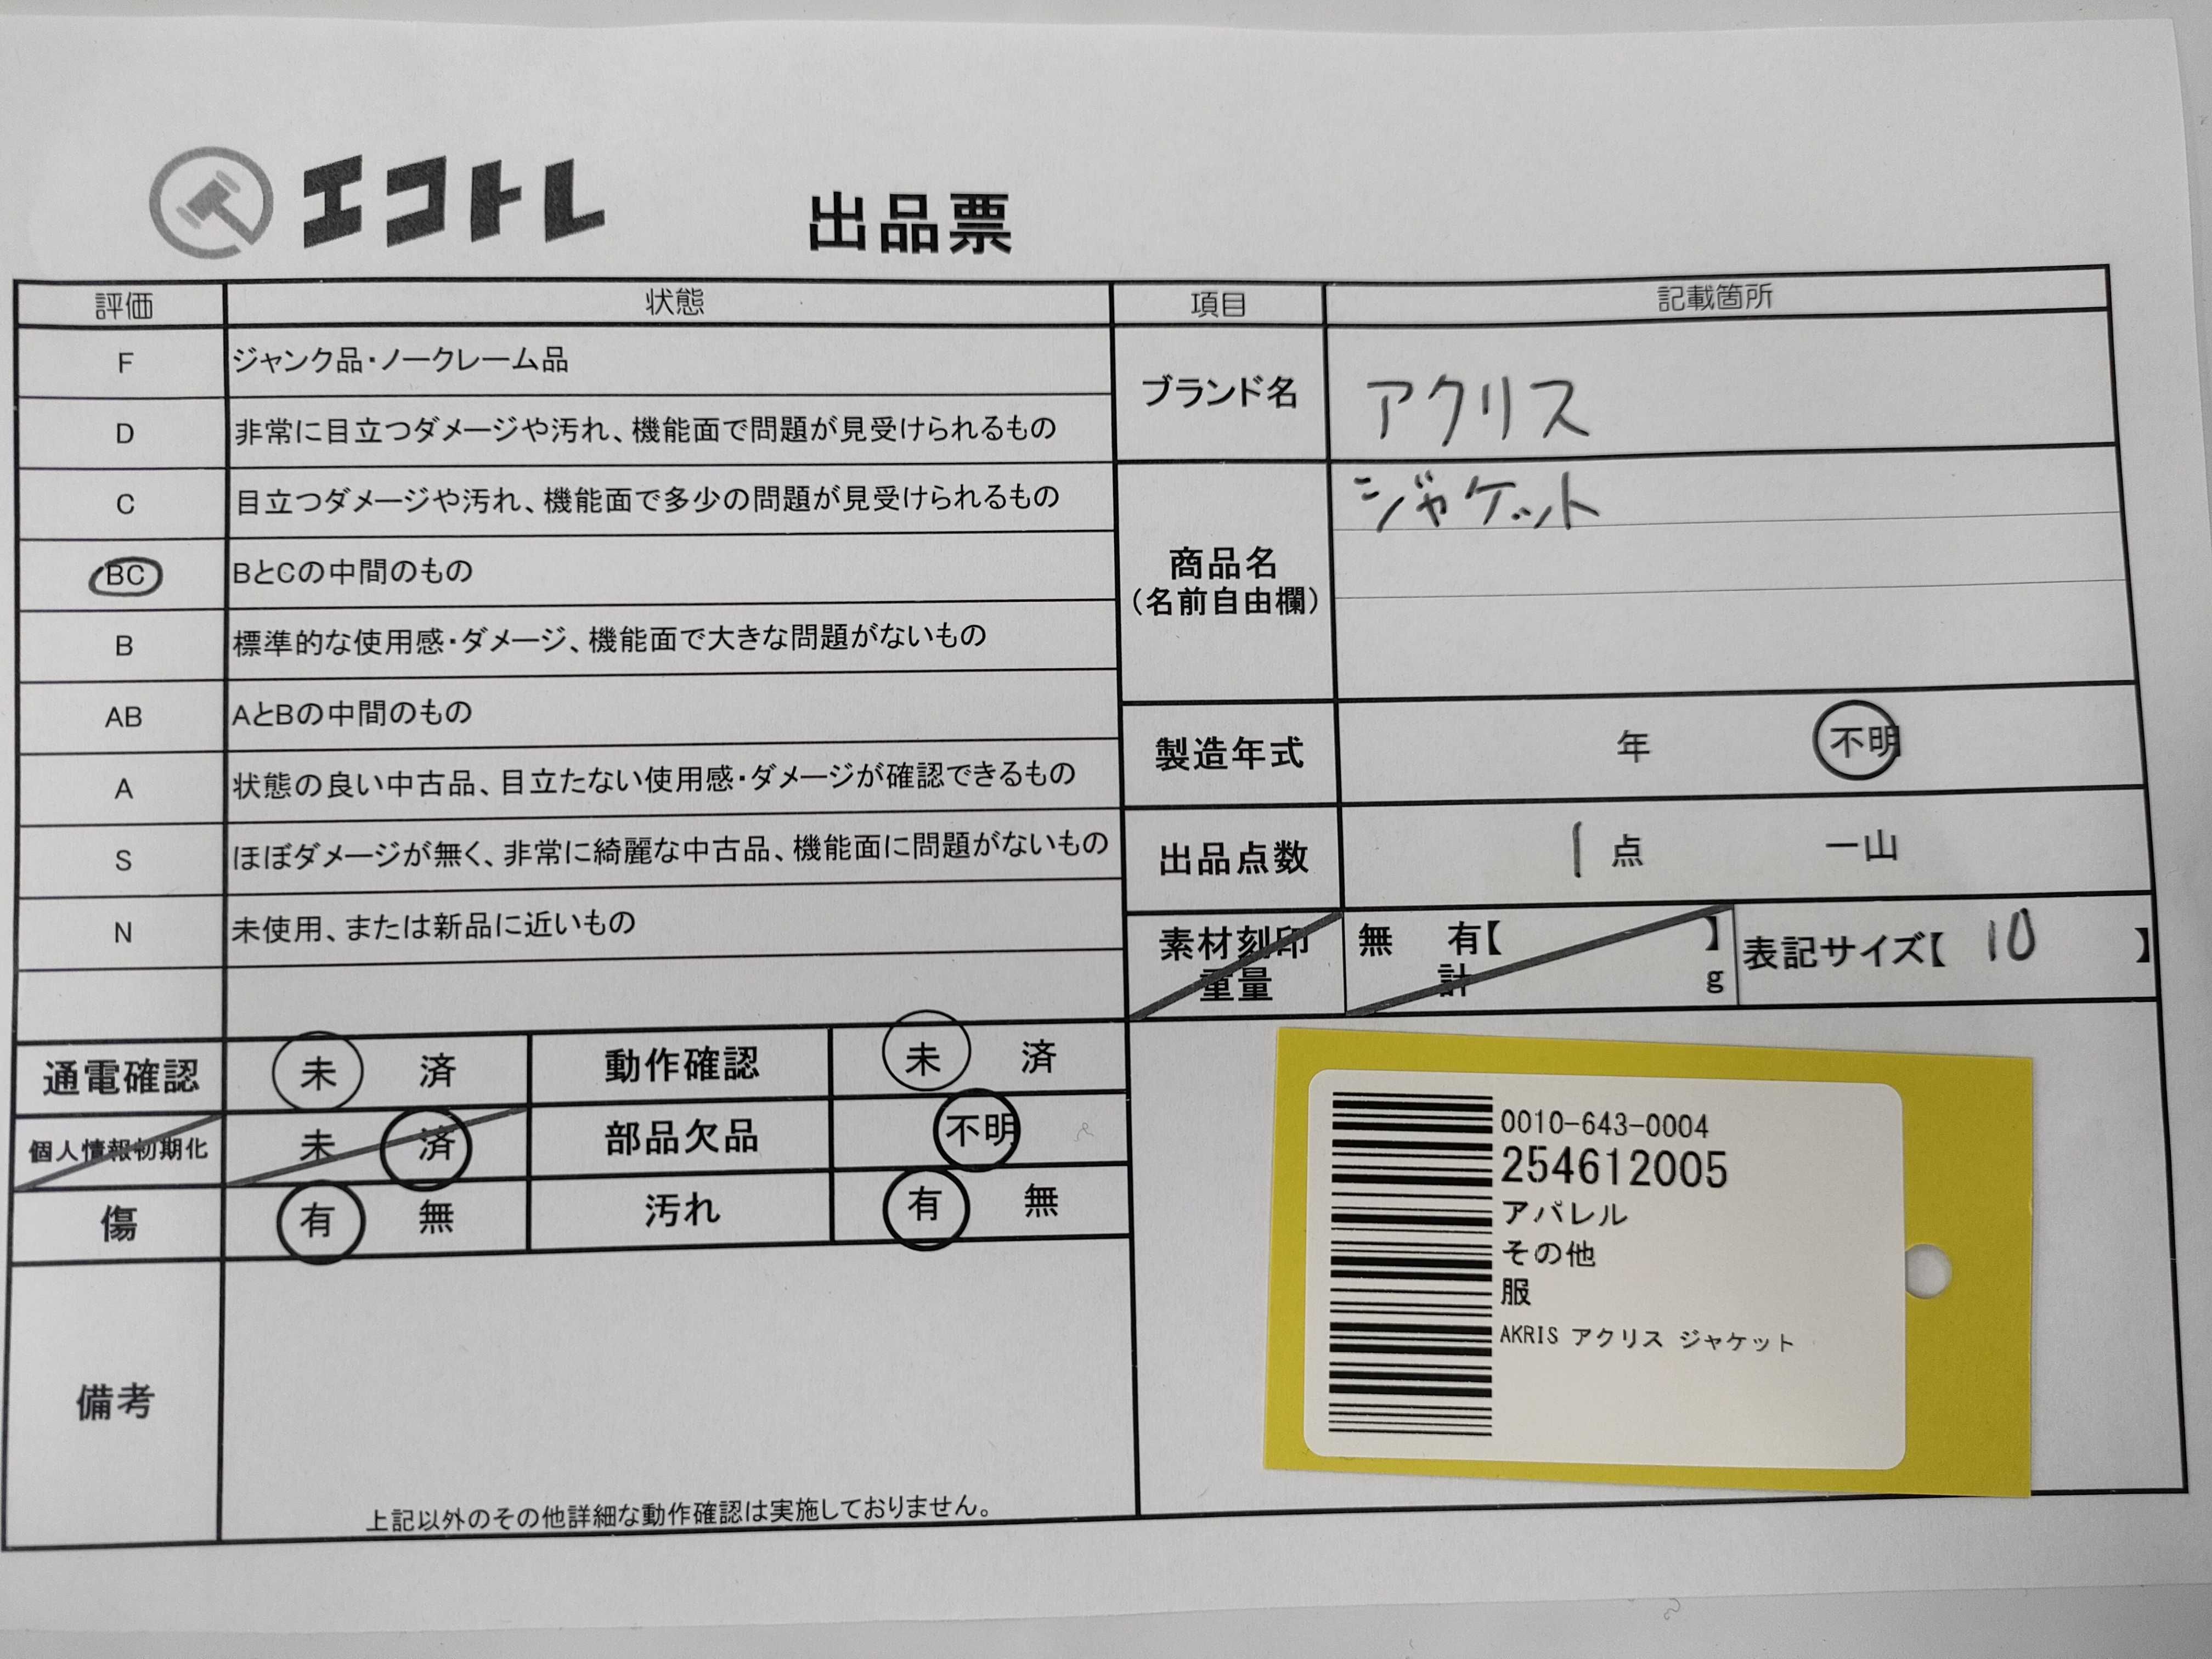 エコトレ
出品票
評価 状態
F ジャンク品・ノークレーム品
D 非常に目立つダメージや汚れ、機能面で問題が見受けられるもの
C 目立つダメージや汚れ、機能面で多少の問題が見受けられるもの
BC BとCの中間のもの
B 標準的な使用感・ダメージ、機能面で大きな問題がないもの
AB AとBの中間のもの
A 状態の良い中古品、目立たない使用感・ダメージが確認できるもの
S ほぼダメージが無く、非常に綺麗な中古品、機能面に問題がないもの
N 未使用、または新品に近いもの
項目 記載箇所
ブランド名 アクリス
商品名 ジャケット
(名前自由欄)
製造年式 年 不明
出品点数 1 点 一山
素材刻印 無 有【 】
重量 計 g
表記サイズ【 10 】
通電確認 未 済 動作確認 未 済
個人情報初期化 未 済 部品欠品 不明
傷 有 無 汚れ 有 無
備考
上記以外のその他詳細な動作確認は実施しておりません。
0010-643-0004
254612005
アパレル
その他
服
AKRIS アクリス ジャケット